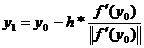 y₁ = y₀ − h * f'(y₀) / ‖f'(y₀)‖